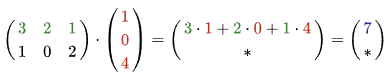 ( 3 2 1 ) · ( 1 ) = ( 3 · 1 + 2 · 0 + 1 · 4 ) = ( 7 )
( 1 0 2 ) ( 0 ) ( * ) ( * )
( 4 )